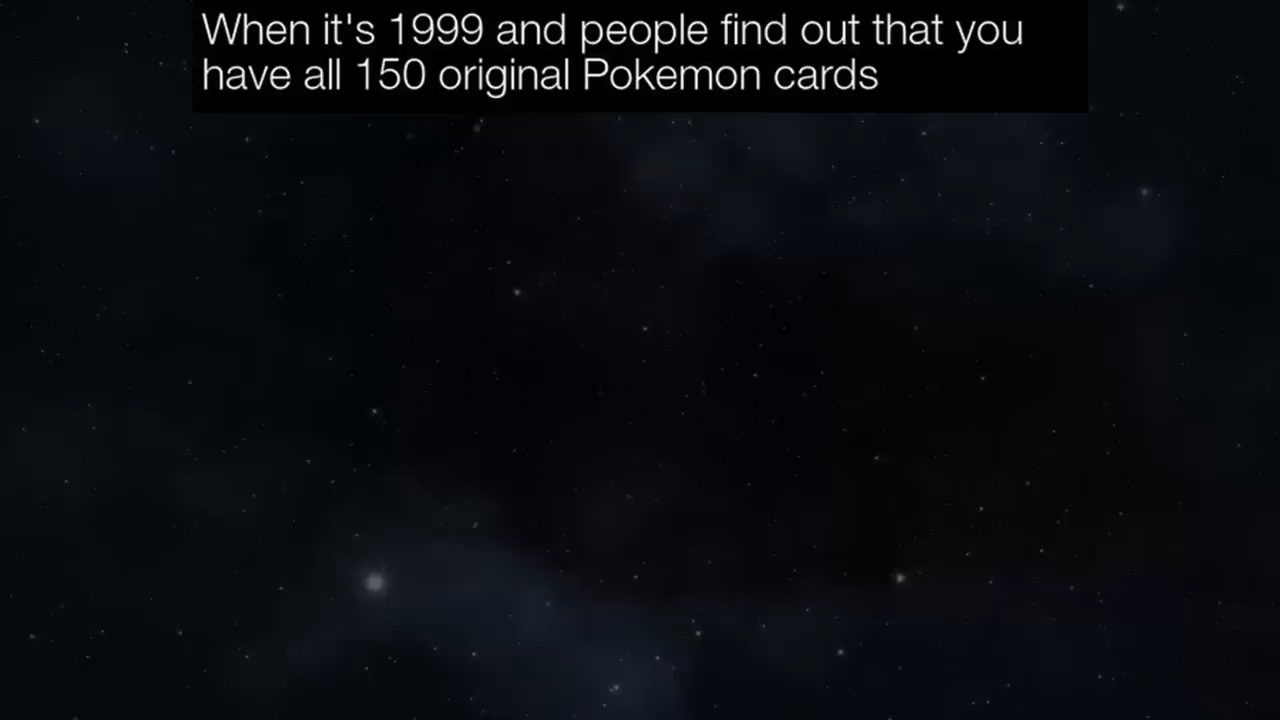 When it's 1999 and people find out that you
have all 150 original Pokemon cards